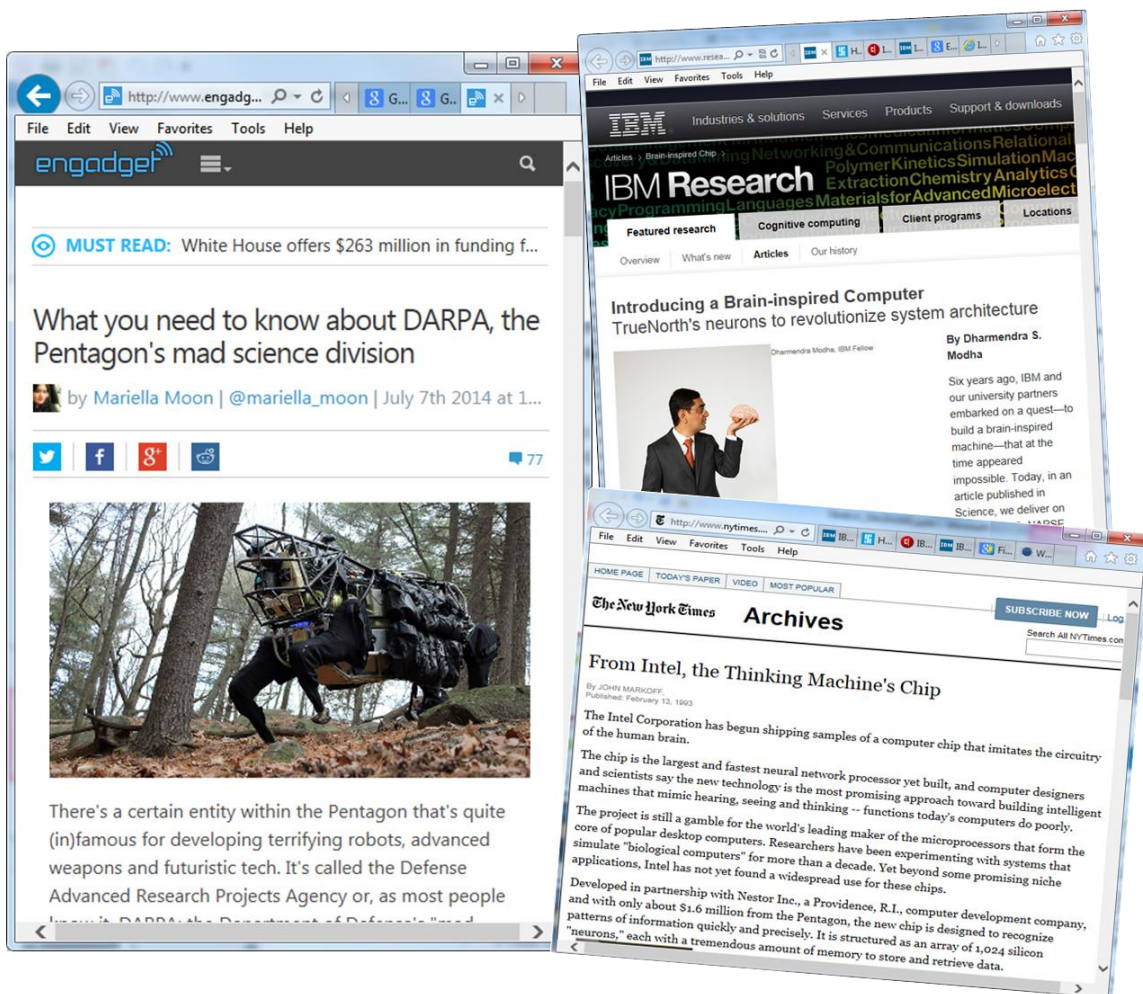 http://www.engadg...
G...
G..
File Edit View Favorites Tools Help
engadget
MUST READ: White House offers $263 million in funding f...
What you need to know about DARPA, the
Pentagon's mad science division
by Mariella Moon | @mariella_moon | July 7th 2014 at 1...
77
There's a certain entity within the Pentagon that's quite
(in)famous for developing terrifying robots, advanced
weapons and futuristic tech. It's called the Defense
Advanced Research Projects Agency or, as most people
know it, DARPA: the Department of Defense's "mad
http://www.resea...
H..
I...
I...
E...
I...
File Edit View Favorites Tools Help
IBM
Industries & solutions Services Products Support & downloads
Articles > Brain-inspired Chip >
Networking&CommunicationsRelational
IBM Research
PolymerKineticsSimulationMac
ExtractionChemistryAnalytics
ProgrammingLanguages MaterialsforAdvancedMicroelect
Featured research Cognitive computing Client programs Locations
Overview What's new Articles Our history
Introducing a Brain-inspired Computer
TrueNorth's neurons to revolutionize system architecture
Dharmendra Modha, IBM Fellow
By Dharmendra S.
Modha
Six years ago, IBM and
our university partners
embarked on a quest—to
build a brain-inspired
machine—that at the
time appeared
impossible. Today, in an
article published in
Science, we deliver on
http://www.nytimes....
IB...
H...
IB...
IB...
Fi...
W...
File Edit View Favorites Tools Help
HOME PAGE TODAY'S PAPER VIDEO MOST POPULAR
SUBSCRIBE NOW Log
The New York Times Archives
Search All NYTimes.com
From Intel, the Thinking Machine's Chip
By JOHN MARKOFF,
Published: February 13, 1993
The Intel Corporation has begun shipping samples of a computer chip that imitates the circuitry
of the human brain.
The chip is the largest and fastest neural network processor yet built, and computer designers
and scientists say the new technology is the most promising approach toward building intelligent
machines that mimic hearing, seeing and thinking -- functions today's computers do poorly.
The project is still a gamble for the world's leading maker of the microprocessors that form the
core of popular desktop computers. Researchers have been experimenting with systems that
simulate "biological computers" for more than a decade. Yet beyond some promising niche
applications, Intel has not yet found a widespread use for these chips.
Developed in partnership with Nestor Inc., a Providence, R.I., computer development company,
and with only about $1.6 million from the Pentagon, the new chip is designed to recognize
patterns of information quickly and precisely. It is structured as an array of 1,024 silicon
"neurons," each with a tremendous amount of memory to store and retrieve data.